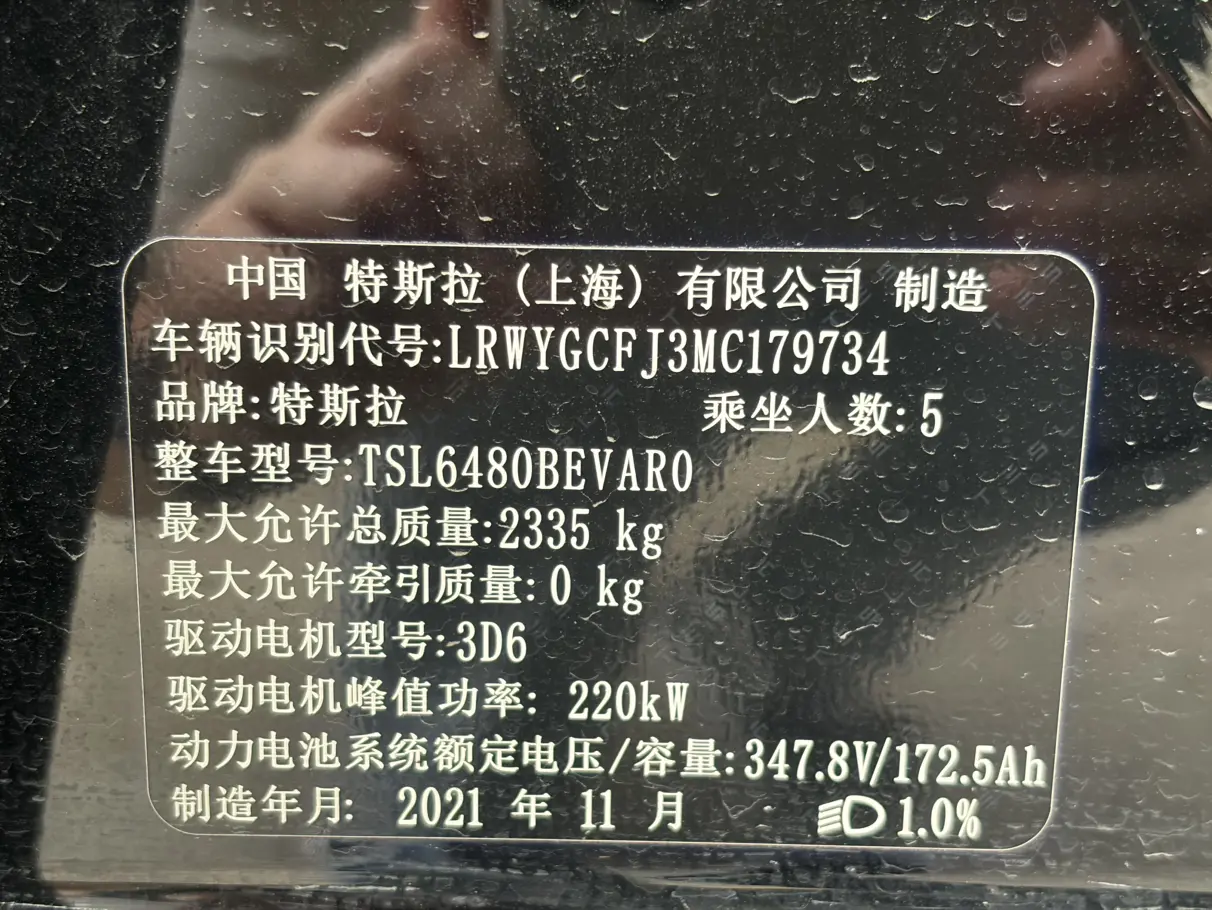 中国 特斯拉（上海）有限公司 制造
车辆识别代号:LRWYGCFJ3MC179734
品牌:特斯拉 乘坐人数:5
整车型号:TSL6480BEVAR0
最大允许总质量:2335 kg
最大允许牵引质量:0 kg
驱动电机型号:3D6
驱动电机峰值功率: 220kW
动力电池系统额定电压/容量:347.8V/172.5Ah
制造年月: 2021 年 11 月 1.0%